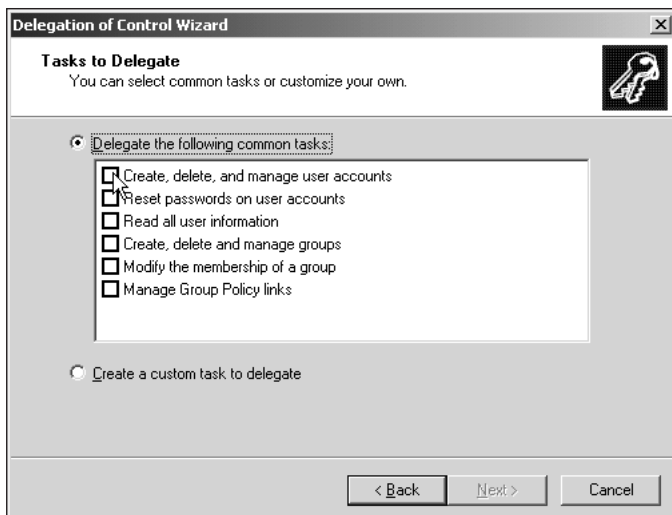 Delegation of Control Wizard
Tasks to Delegate
You can select common tasks or customize your own.
Delegate the following common tasks:
Create, delete, and manage user accounts
Reset passwords on user accounts
Read all user information
Create, delete and manage groups
Modify the membership of a group
Manage Group Policy links
Create a custom task to delegate
< Back Next > Cancel